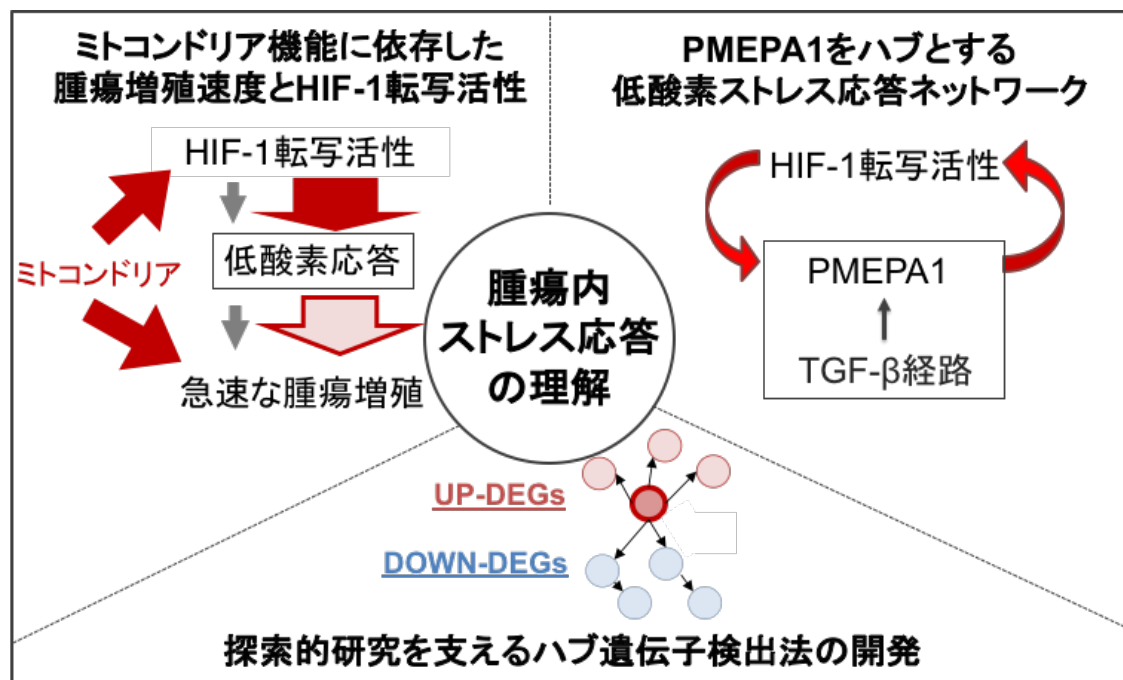 ミトコンドリア機能に依存した
腫瘍増殖速度とHIF-1転写活性
HIF-1転写活性
低酸素応答
ミトコンドリア
急速な腫瘍増殖
PMEPA1をハブとする
低酸素ストレス応答ネットワーク
HIF-1転写活性
PMEPA1
TGF-β経路
腫瘍内
ストレス応答
の理解
UP-DEGs
DOWN-DEGs
探索的研究を支えるハブ遺伝子検出法の開発